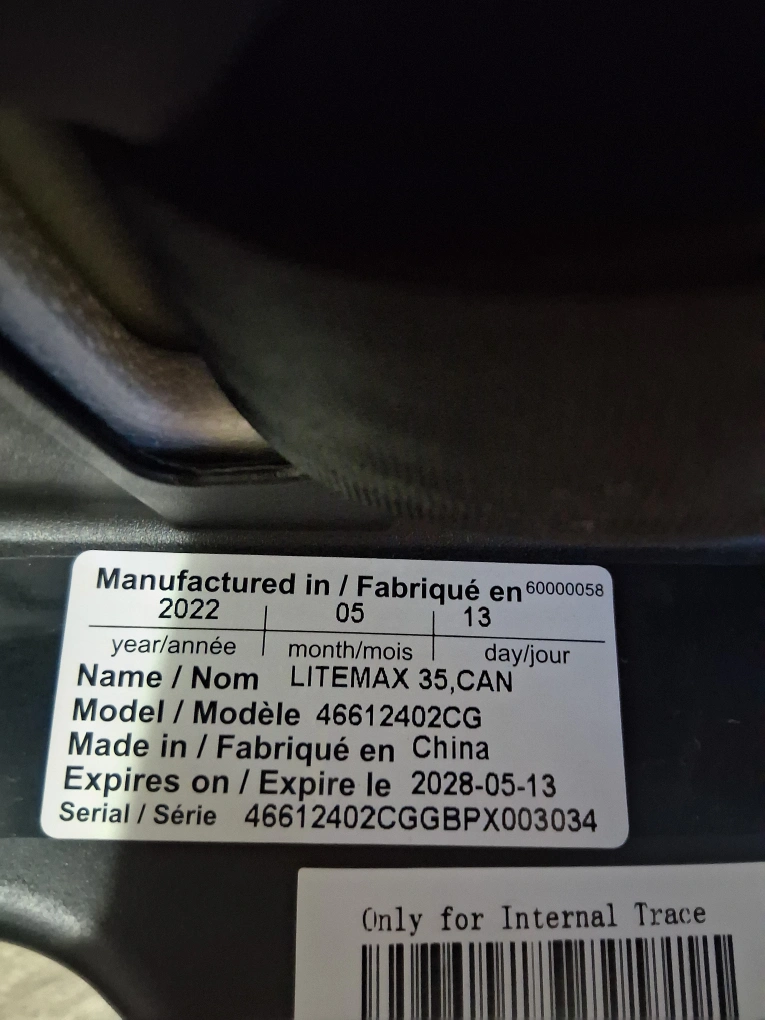 Manufactured in / Fabriqué en 60000058
2022 05 13
year/année month/mois day/jour
Name / Nom LITEMAX 35,CAN
Model / Modèle 46612402CG
Made in / Fabriqué en China
Expires on / Expire le 2028-05-13
Serial / Série 46612402CGGBPX003034
Only for Internal Trace